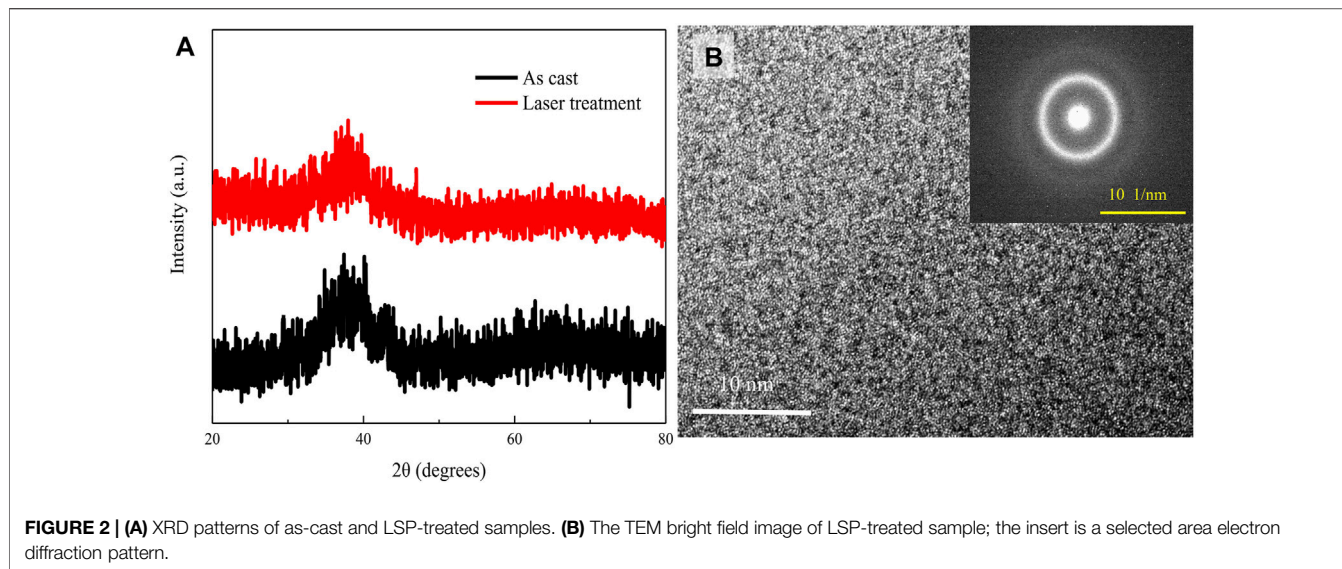 A
As cast
Laser treatment
Intensity (a.u.)
20
40
60
80
2θ (degrees)
B
10 1/nm
10 nm
FIGURE 2 | (A) XRD patterns of as-cast and LSP-treated samples. (B) The TEM bright field image of LSP-treated sample; the insert is a selected area electron
diffraction pattern.